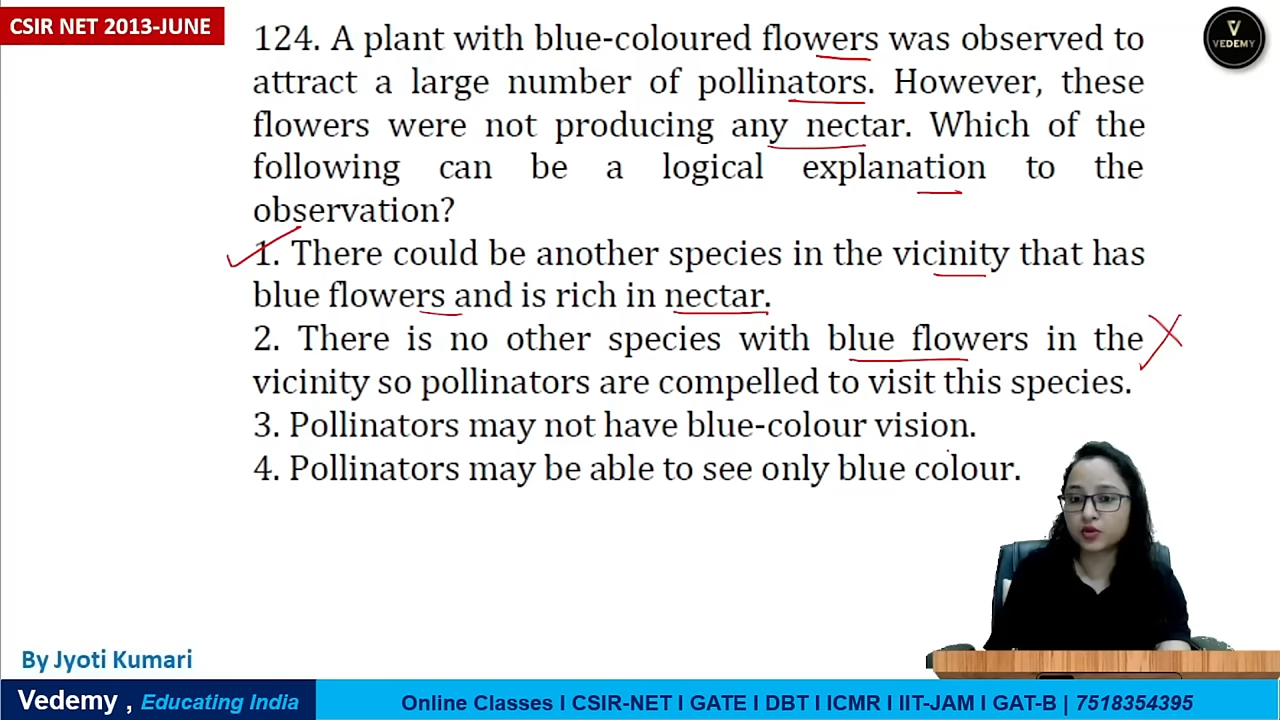 CSIR NET 2013-JUNE
124. A plant with blue-coloured flowers was observed to
attract a large number of pollinators. However, these
flowers were not producing any nectar. Which of the
following can be a logical explanation to the
observation?
1. There could be another species in the vicinity that has
blue flowers and is rich in nectar.
2. There is no other species with blue flowers in the
vicinity so pollinators are compelled to visit this species.
3. Pollinators may not have blue-colour vision.
4. Pollinators may be able to see only blue colour.
VEDEMY
By Jyoti Kumari
Vedemy , Educating India
Online Classes I CSIR-NET I GATE I DBT I ICMR I IIT-JAM I GAT-B | 7518354395